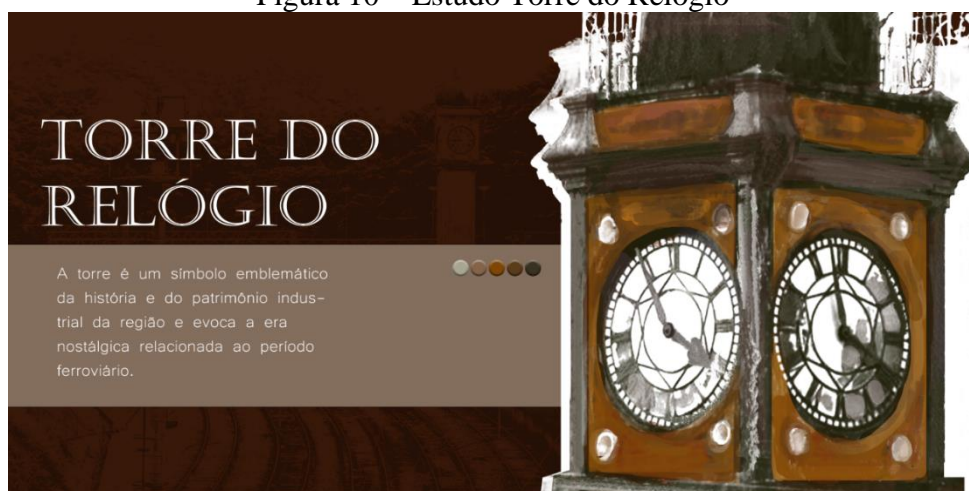 Figura 10 – Estudo Torre do Relógio
TORRE DO
RELÓGIO
A torre é um símbolo emblemático
da história e do patrimônio indus-
trial da região e evoca a era
nostálgica relacionada ao período
ferroviário.